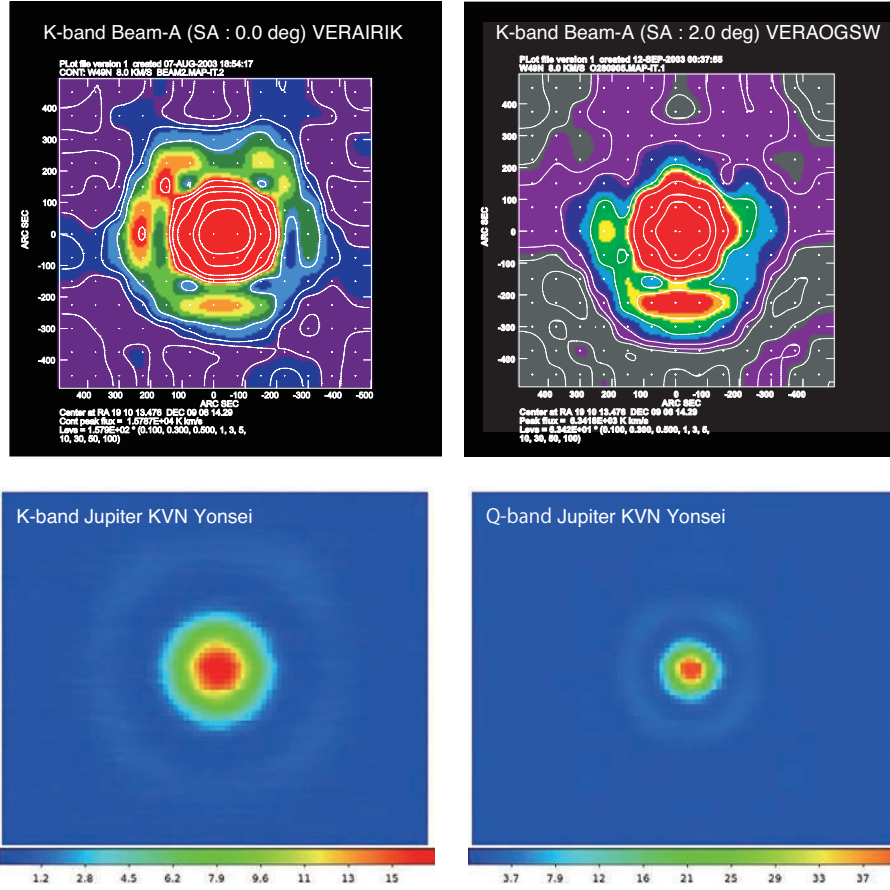 K-band Beam-A (SA : 0.0 deg) VERAIRIK
PLot file version 1 created 07-AUG-2003 18:54:17
CONT: W49N 8.0 KM/S BEAM2.MAP-IT.2
400
300
200
100
0
-100
-200
-300
-400
ARC SEC
400 300 200 100 0 -100 -200 -300 -400 -500
ARC SEC
Center at RA 19 10 13.476 DEC 09 06 14.29
Cont peak flux = 1.5787E+04 K km/s
Levs = 1.579E+02 * (0.100, 0.300, 0.500, 1, 3, 5,
10, 30, 50, 100)
K-band Beam-A (SA : 2.0 deg) VERAOGSW
PLot file version 1 created 12-SEP-2003 00:37:55
W49N 8.0 KM/S O280905.MAP-IT.1
400
300
200
100
0
-100
-200
-300
-400
ARC SEC
400 300 200 100 0 -100 -200 -300 -400
ARC SEC
Center at RA 19 10 13.476 DEC 09 06 14.29
Peak flux = 6.3418E+03 K km/s
Levs = 6.342E+01 * (0.100, 0.300, 0.500, 1, 3, 5,
10, 30, 50, 100)
K-band Jupiter KVN Yonsei
1.2 2.8 4.5 6.2 7.9 9.6 11 13 15
Q-band Jupiter KVN Yonsei
3.7 7.9 12 16 21 25 29 33 37